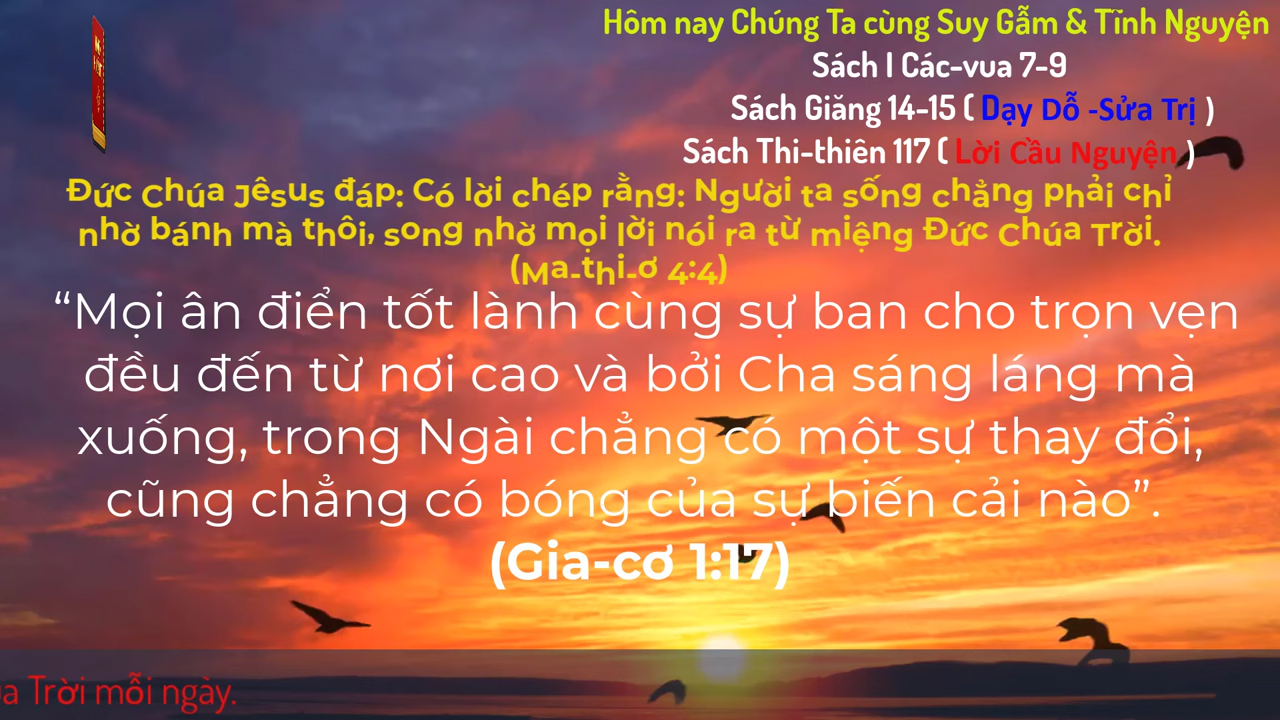 Hôm nay Chúng Ta cùng Suy Gẫm & Tĩnh Nguyện
Sách I Các-vua 7-9
Sách Giăng 14-15 ( Dạy Dỗ -Sửa Trị )
Sách Thi-thiên 117 ( Lời Cầu Nguyện )
Đức Chúa Jêsus đáp: Có lời chép rằng: Người ta sống chẳng phải chỉ
nhờ bánh mà thôi, song nhờ mọi lời nói ra từ miệng Đức Chúa Trời.
(Ma-thi-ơ 4:4)
“Mọi ân điển tốt lành cùng sự ban cho trọn vẹn
đều đến từ nơi cao và bởi Cha sáng láng mà
xuống, trong Ngài chẳng có một sự thay đổi,
cũng chẳng có bóng của sự biến cải nào”.
(Gia-cơ 1:17)
Trời mỗi ngày.